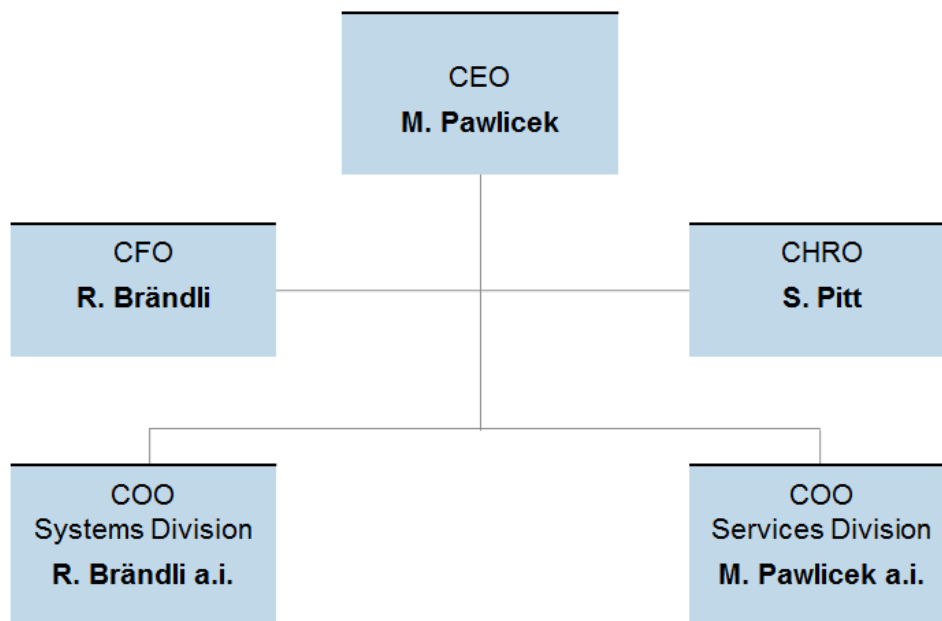 CEO
M. Pawlicek
CFO
R. Brändli
CHRO
S. Pitt
COO
Systems Division
R. Brändli a.i.
COO
Services Division
M. Pawlicek a.i.